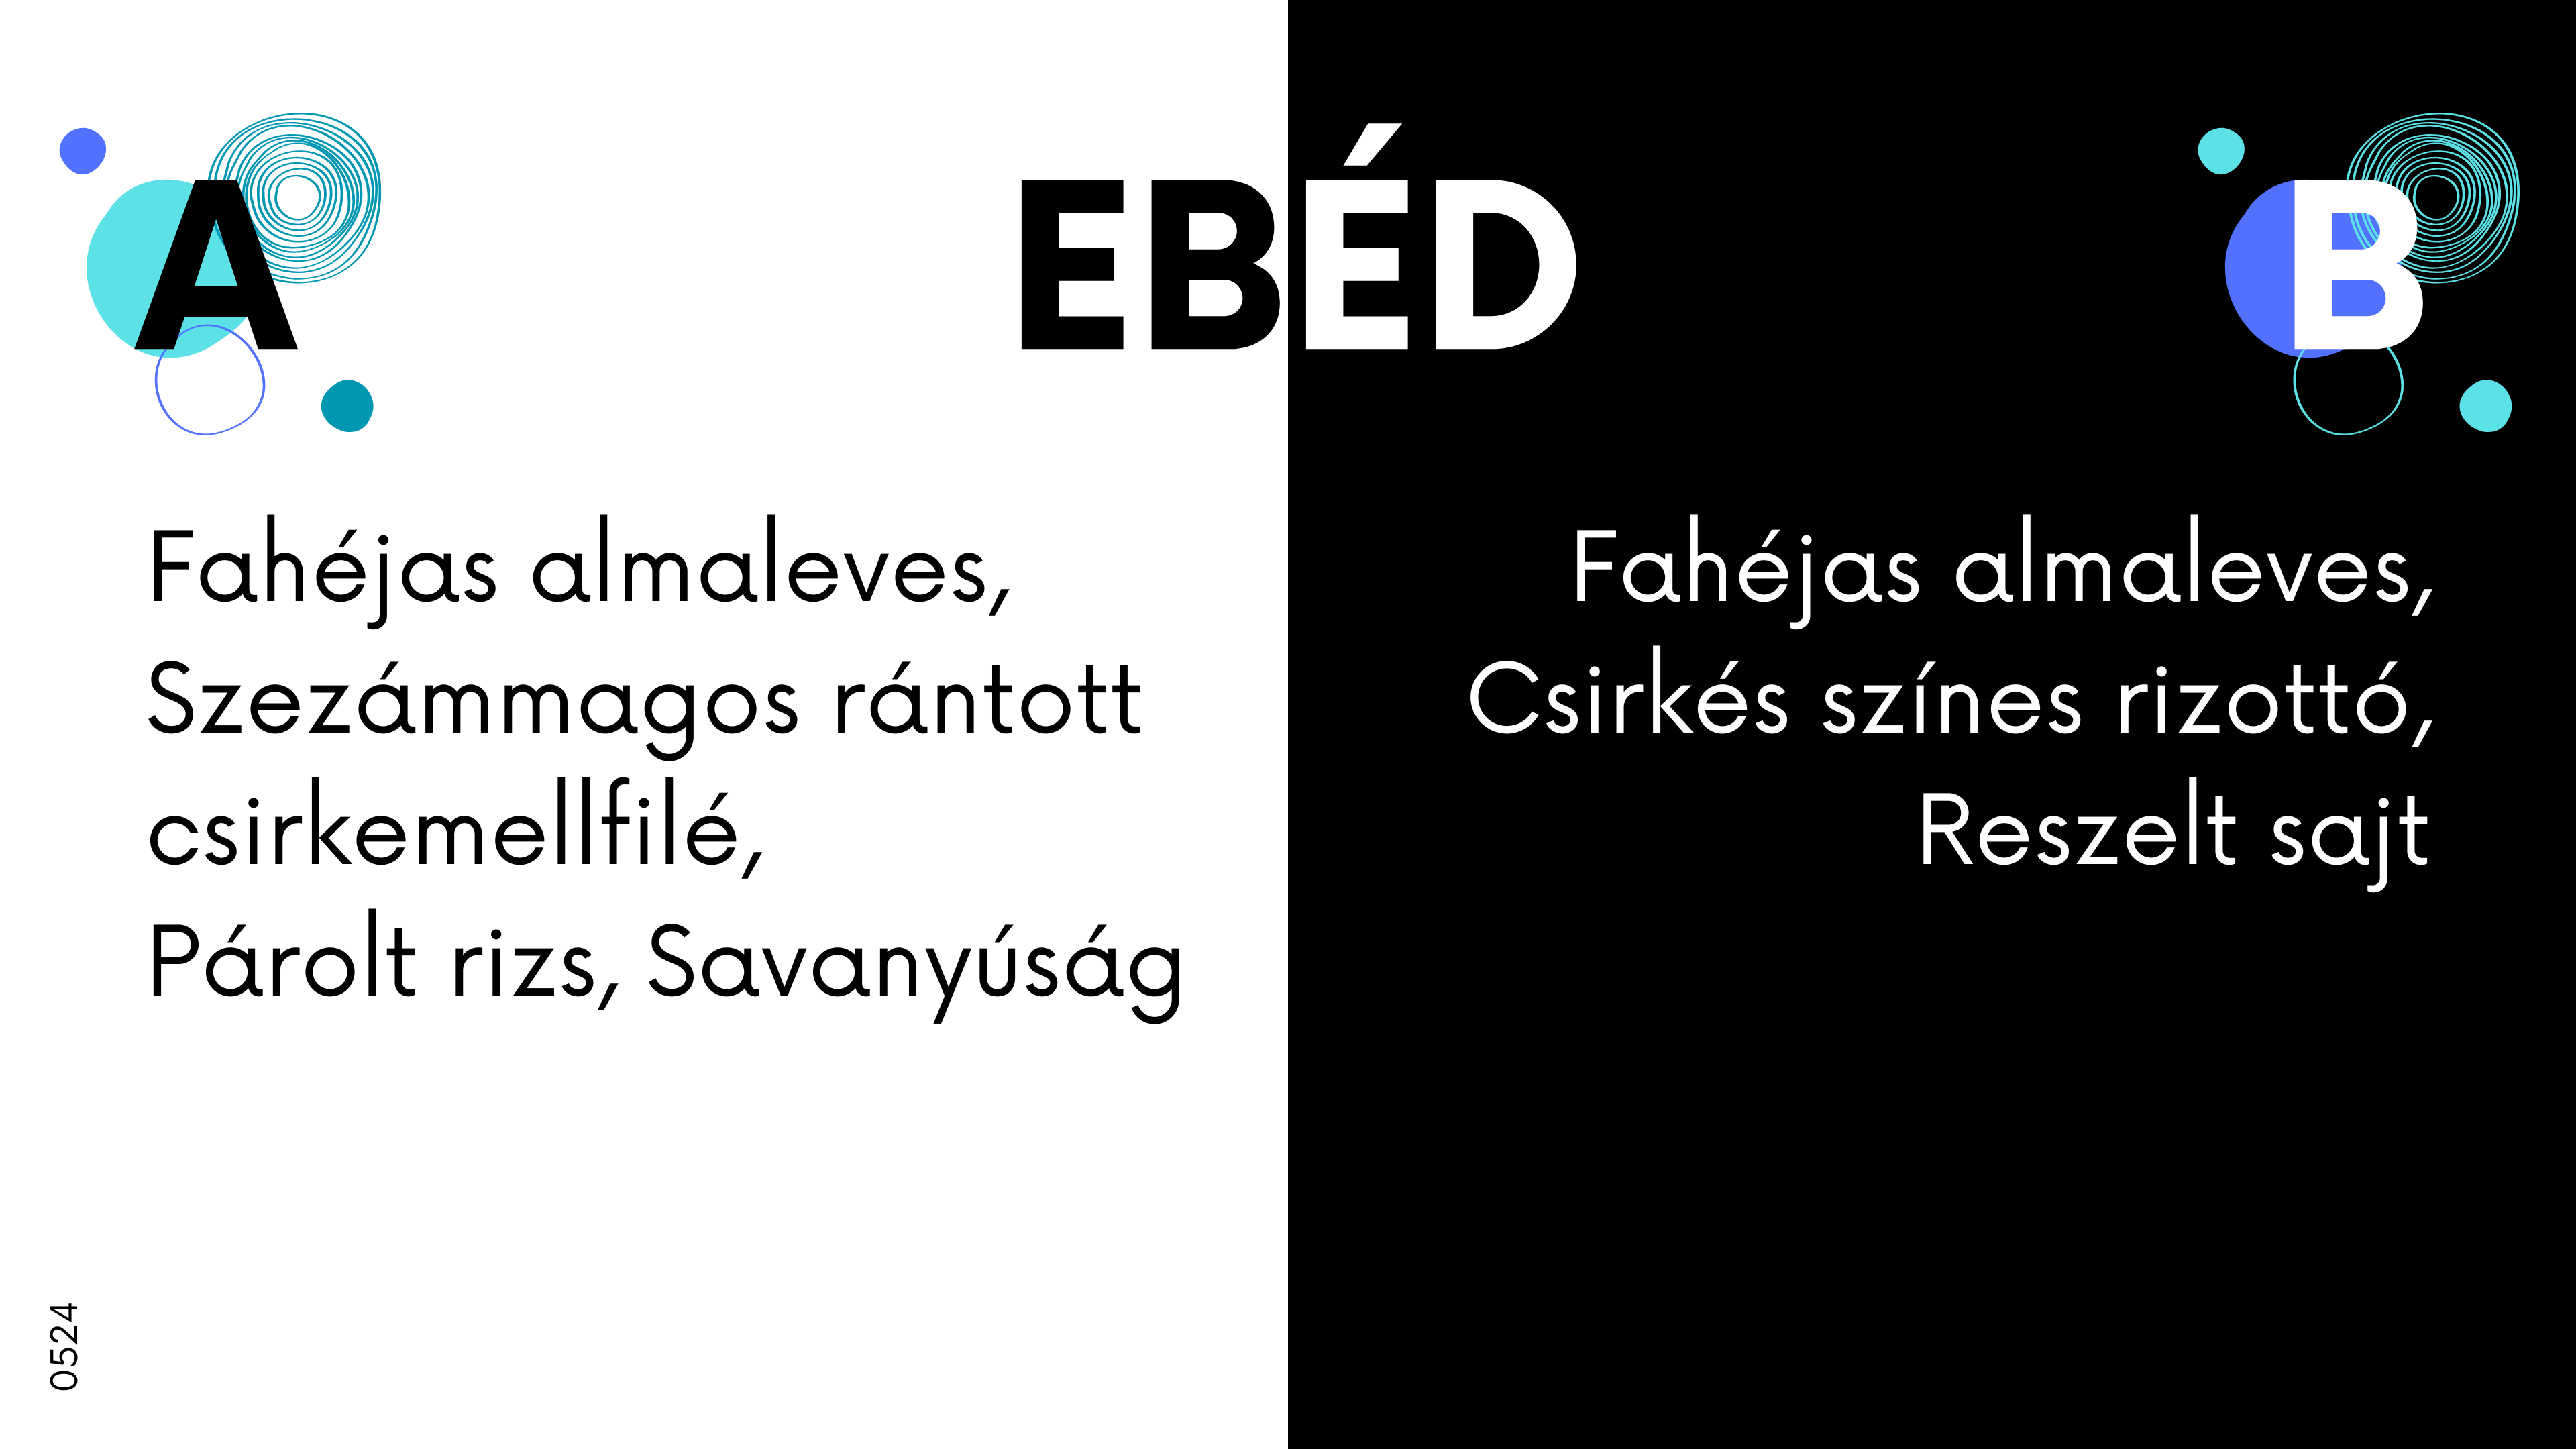 A
EBÉD
B
Fahéjas almaleves,
Szezámmagos rántott
csirkemellfilé,
Párolt rizs, Savanyúság
Fahéjas almaleves,
Csirkés színes rizottó,
Reszelt sajt
0524